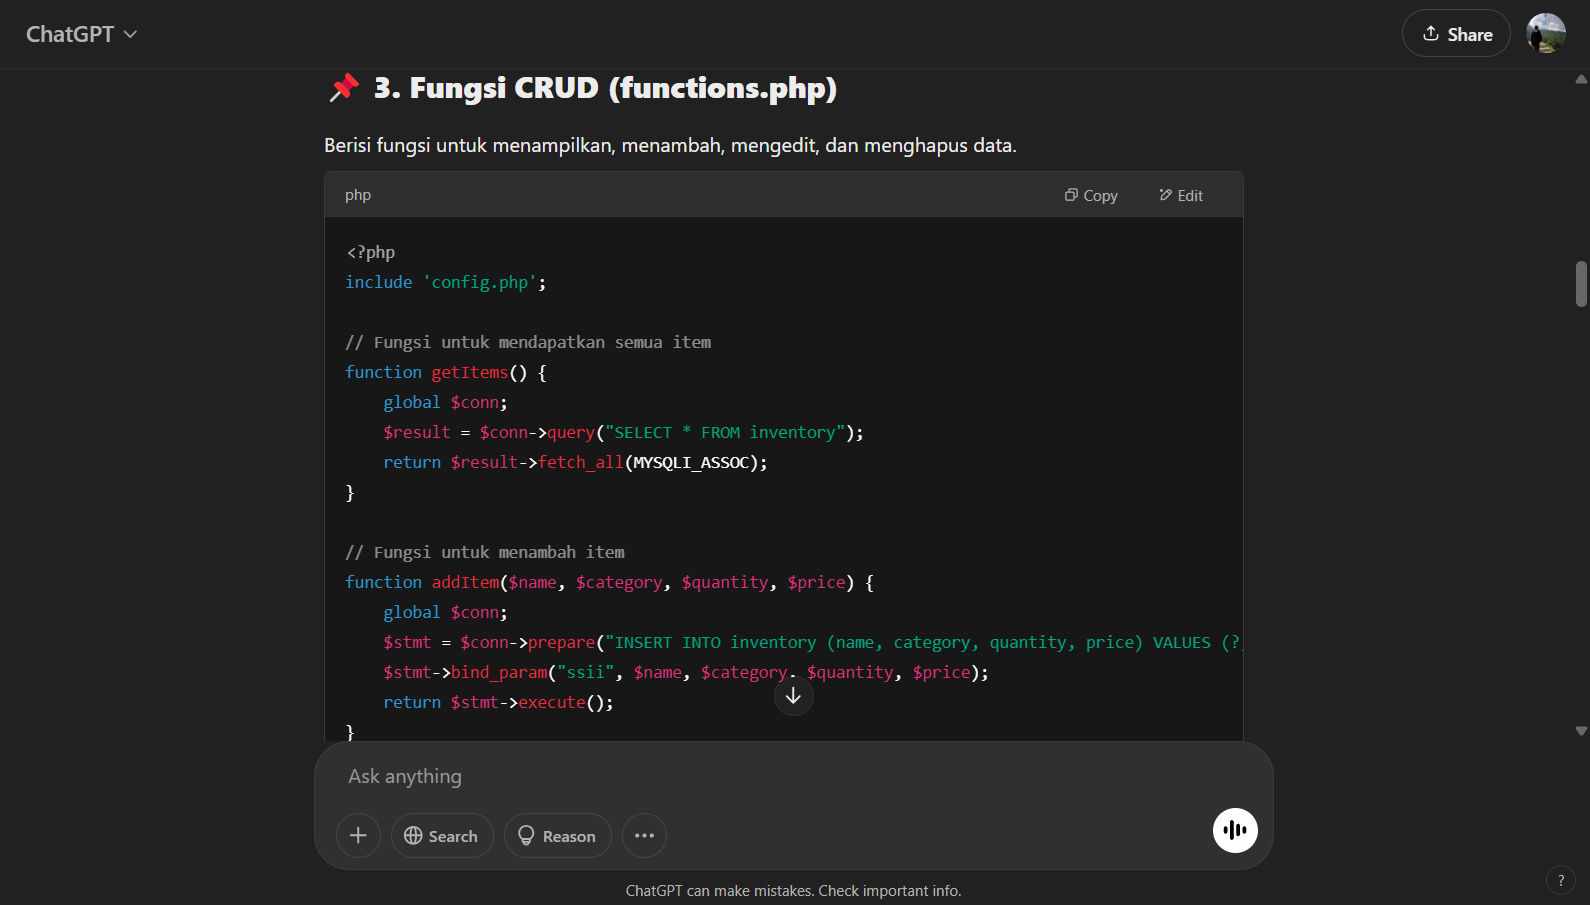 ChatGPT
Share
3. Fungsi CRUD (functions.php)
Berisi fungsi untuk menampilkan, menambah, mengedit, dan menghapus data.
php
Copy
Edit
<?php
include 'config.php';
// Fungsi untuk mendapatkan semua item
function getItems() {
global $conn;
$result = $conn->query("SELECT * FROM inventory");
return $result->fetch_all(MYSQLI_ASSOC);
}
// Fungsi untuk menambah item
function addItem($name, $category, $quantity, $price) {
global $conn;
$stmt = $conn->prepare("INSERT INTO inventory (name, category, quantity, price) VALUES (?,
$stmt->bind_param("ssii", $name, $category, $quantity, $price);
return $stmt->execute();
}
Ask anything
Search
Reason
ChatGPT can make mistakes. Check important info.
?